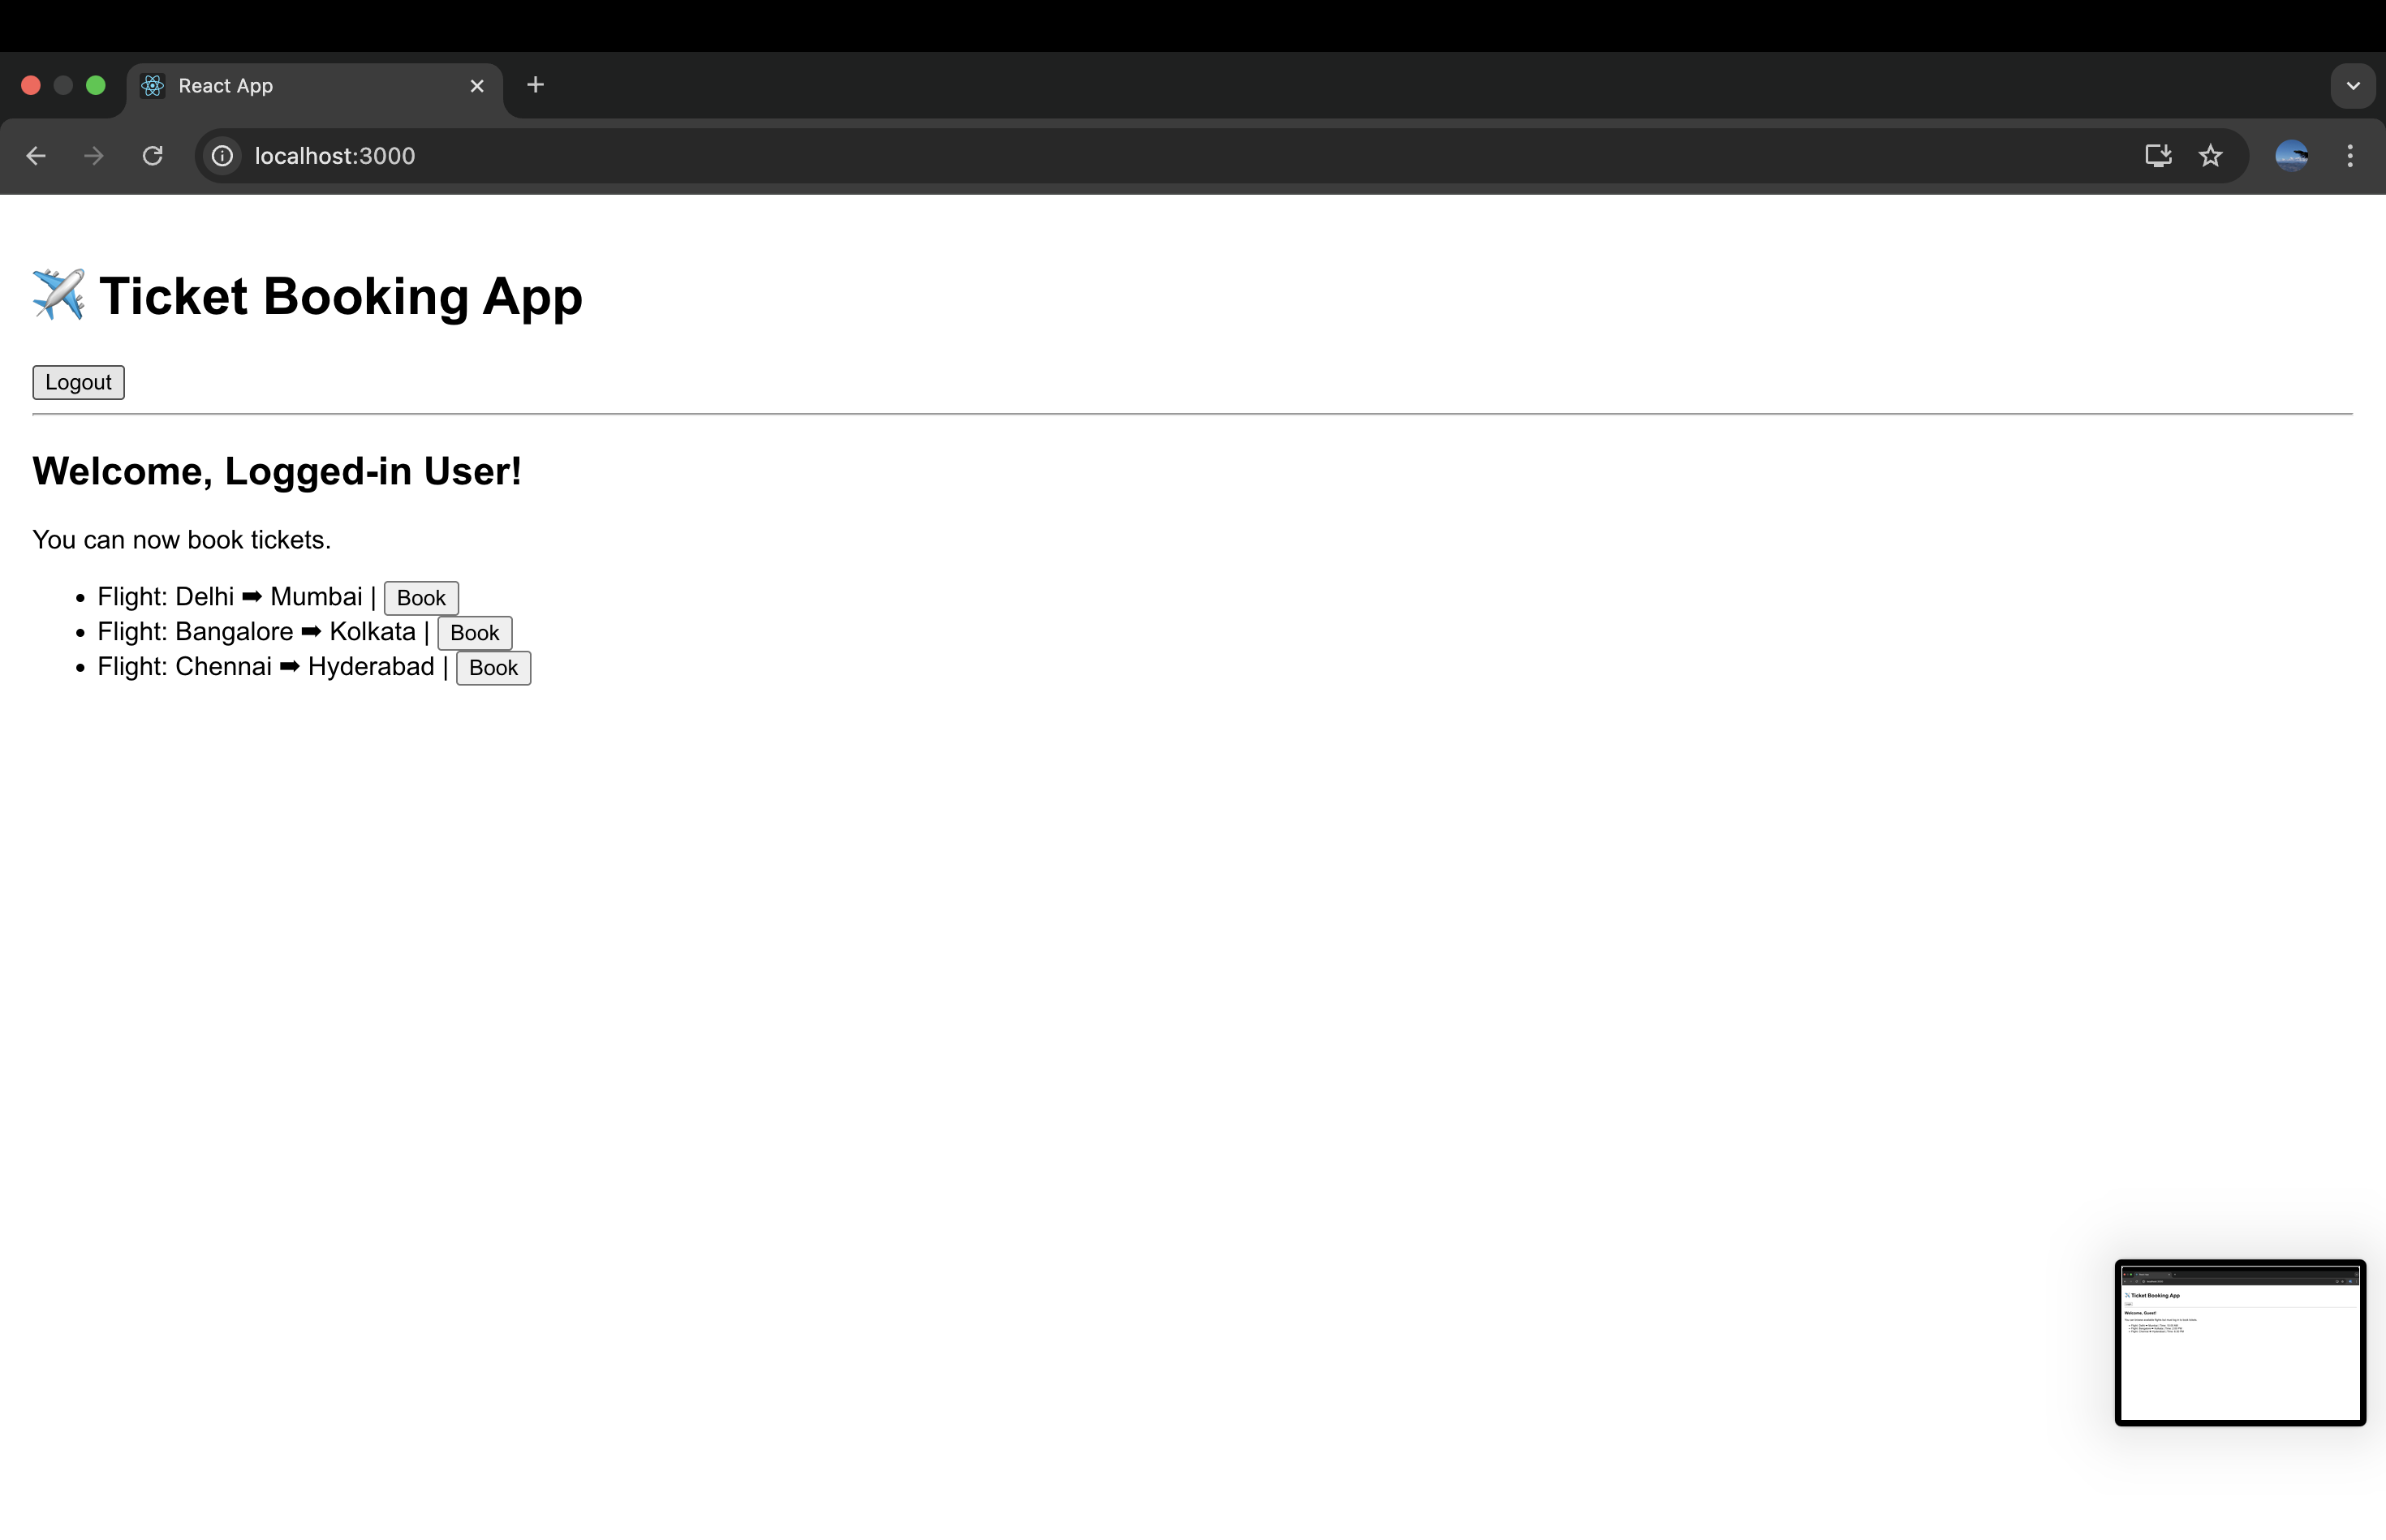 React App
localhost:3000
✈️ Ticket Booking App
Logout
Welcome, Logged-in User!
You can now book tickets.
• Flight: Delhi ➡ Mumbai | Book
• Flight: Bangalore ➡ Kolkata | Book
• Flight: Chennai ➡ Hyderabad | Book
Ticket Booking App
Welcome, Guest!